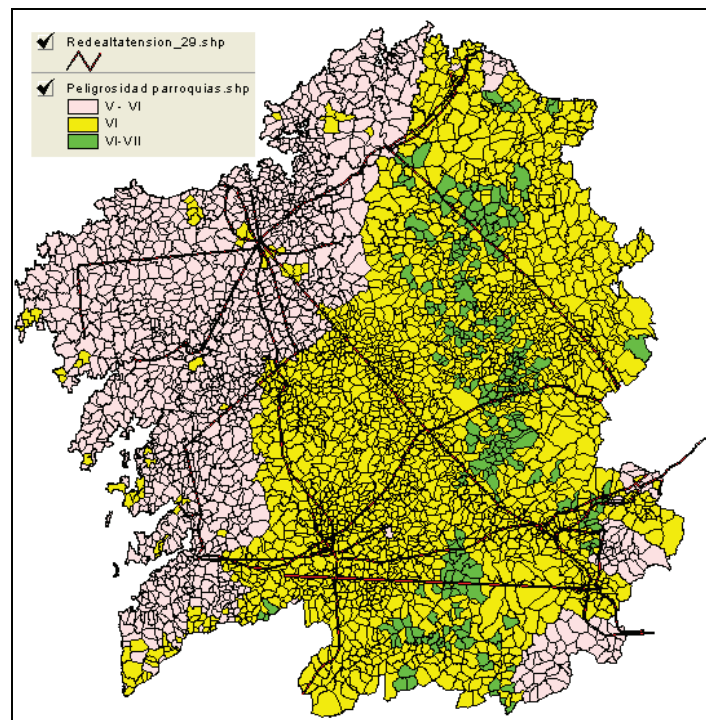 Redealtatension_29.shp
Peligrosidad parroquias.shp
V - VI
VI
VI-VII